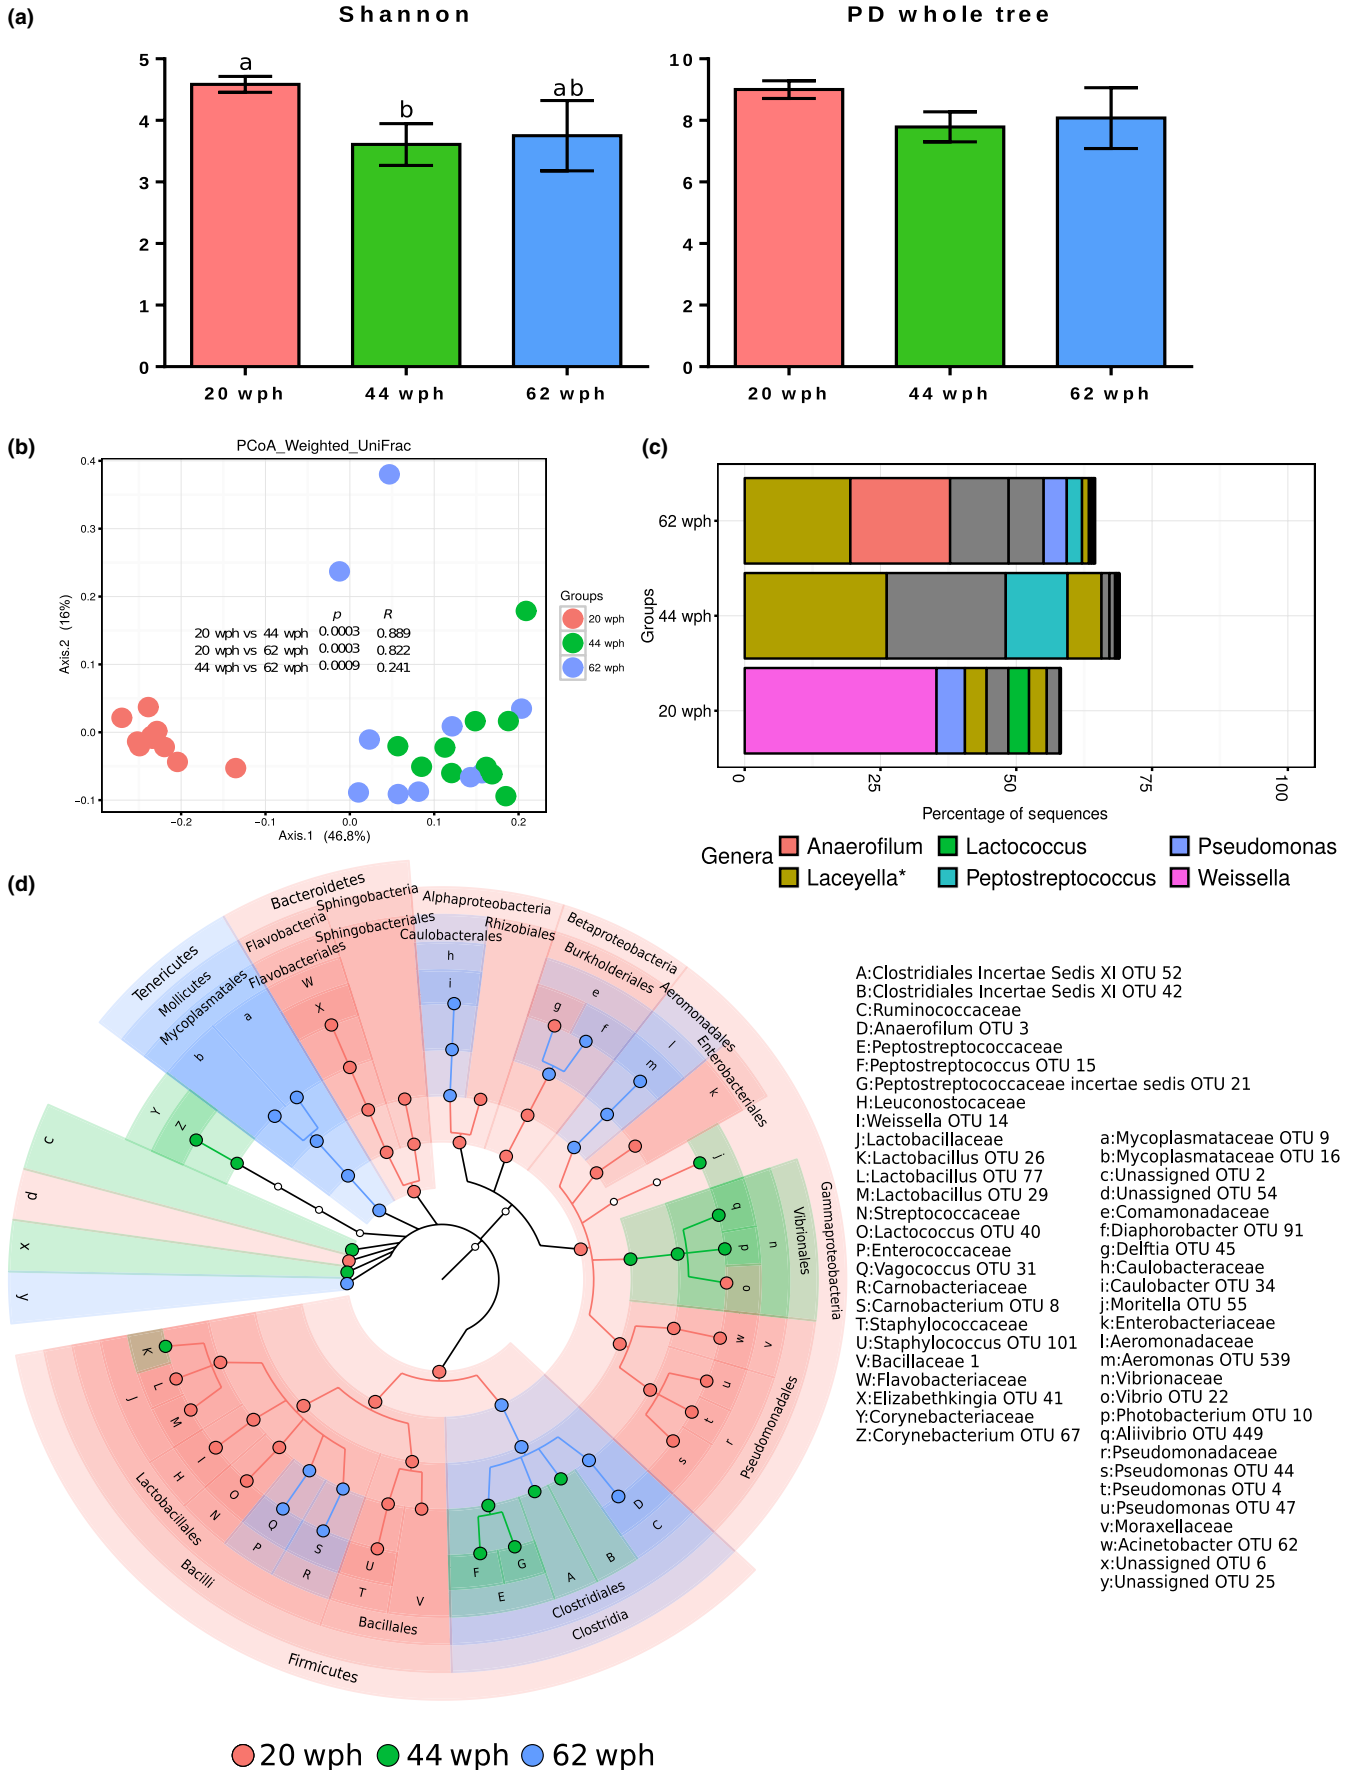 (a)
Shannon
PD whole tree
5
4
3
2
1
0
a
b
ab
20 wph
44 wph
62 wph
10
8
6
4
2
0
20 wph
44 wph
62 wph
(b)
PCoA_Weighted_UniFrac
0.4
0.3
0.2
0.1
0.0
−0.1
Axis.2 (16%)
p R
20 wph vs 44 wph 0.0003 0.889
20 wph vs 62 wph 0.0003 0.822
44 wph vs 62 wph 0.0009 0.241
−0.2
−0.1
0.0
0.1
0.2
Axis.1 (46.8%)
Groups
20 wph
44 wph
62 wph
(c)
Groups
62 wph
44 wph
20 wph
0
25
50
75
100
Percentage of sequences
Genera
Anaerofilum
Lactococcus
Pseudomonas
Laceyella*
Peptostreptococcus
Weissella
(d)
Bacteroidetes
Sphingobacteria
Flavobacteria
Sphingobacteriales
Flavobacteriales
W
X
Tenericutes
Mollicutes
Mycoplasmatales
a
b
Y
Z
c
d
x
y
Alphaproteobacteria
Rhizobiales
Caulobacterales
h
i
Betaproteobacteria
Burkholderiales
e
g
f
Aeromonadales
l
m
Enterobacteriales
k
j
Gammaproteobacteria
Vibrionales
n
q
p
o
Pseudomonadales
v
w
u
t
s
r
K
L
M
J
I
H
O
N
Lactobacillales
Bacilli
Q
P
S
R
U
T
V
Bacillales
Firmicutes
F
G
E
A
B
D
C
Clostridiales
Clostridia
A:Clostridiales Incertae Sedis XI OTU 52
B:Clostridiales Incertae Sedis XI OTU 42
C:Ruminococcaceae
D:Anaerofilum OTU 3
E:Peptostreptococcaceae
F:Peptostreptococcus OTU 15
G:Peptostreptococcaceae incertae sedis OTU 21
H:Leuconostocaceae
I:Weissella OTU 14
J:Lactobacillaceae
K:Lactobacillus OTU 26
L:Lactobacillus OTU 77
M:Lactobacillus OTU 29
N:Streptococcaceae
O:Lactococcus OTU 40
P:Enterococcaceae
Q:Vagococcus OTU 31
R:Carnobacteriaceae
S:Carnobacterium OTU 8
T:Staphylococcaceae
U:Staphylococcus OTU 101
V:Bacillaceae 1
W:Flavobacteriaceae
X:Elizabethkingia OTU 41
Y:Corynebacteriaceae
Z:Corynebacterium OTU 67
a:Mycoplasmataceae OTU 9
b:Mycoplasmataceae OTU 16
c:Unassigned OTU 2
d:Unassigned OTU 54
e:Comamonadaceae
f:Diaphorobacter OTU 91
g:Delftia OTU 45
h:Caulobacteraceae
i:Caulobacter OTU 34
j:Moritella OTU 55
k:Enterobacteriaceae
l:Aeromonadaceae
m:Aeromonas OTU 539
n:Vibrionaceae
o:Vibrio OTU 22
p:Photobacterium OTU 10
q:Aliivibrio OTU 449
r:Pseudomonadaceae
s:Pseudomonas OTU 44
t:Pseudomonas OTU 4
u:Pseudomonas OTU 47
v:Moraxellaceae
w:Acinetobacter OTU 62
x:Unassigned OTU 6
y:Unassigned OTU 25
20 wph 44 wph 62 wph